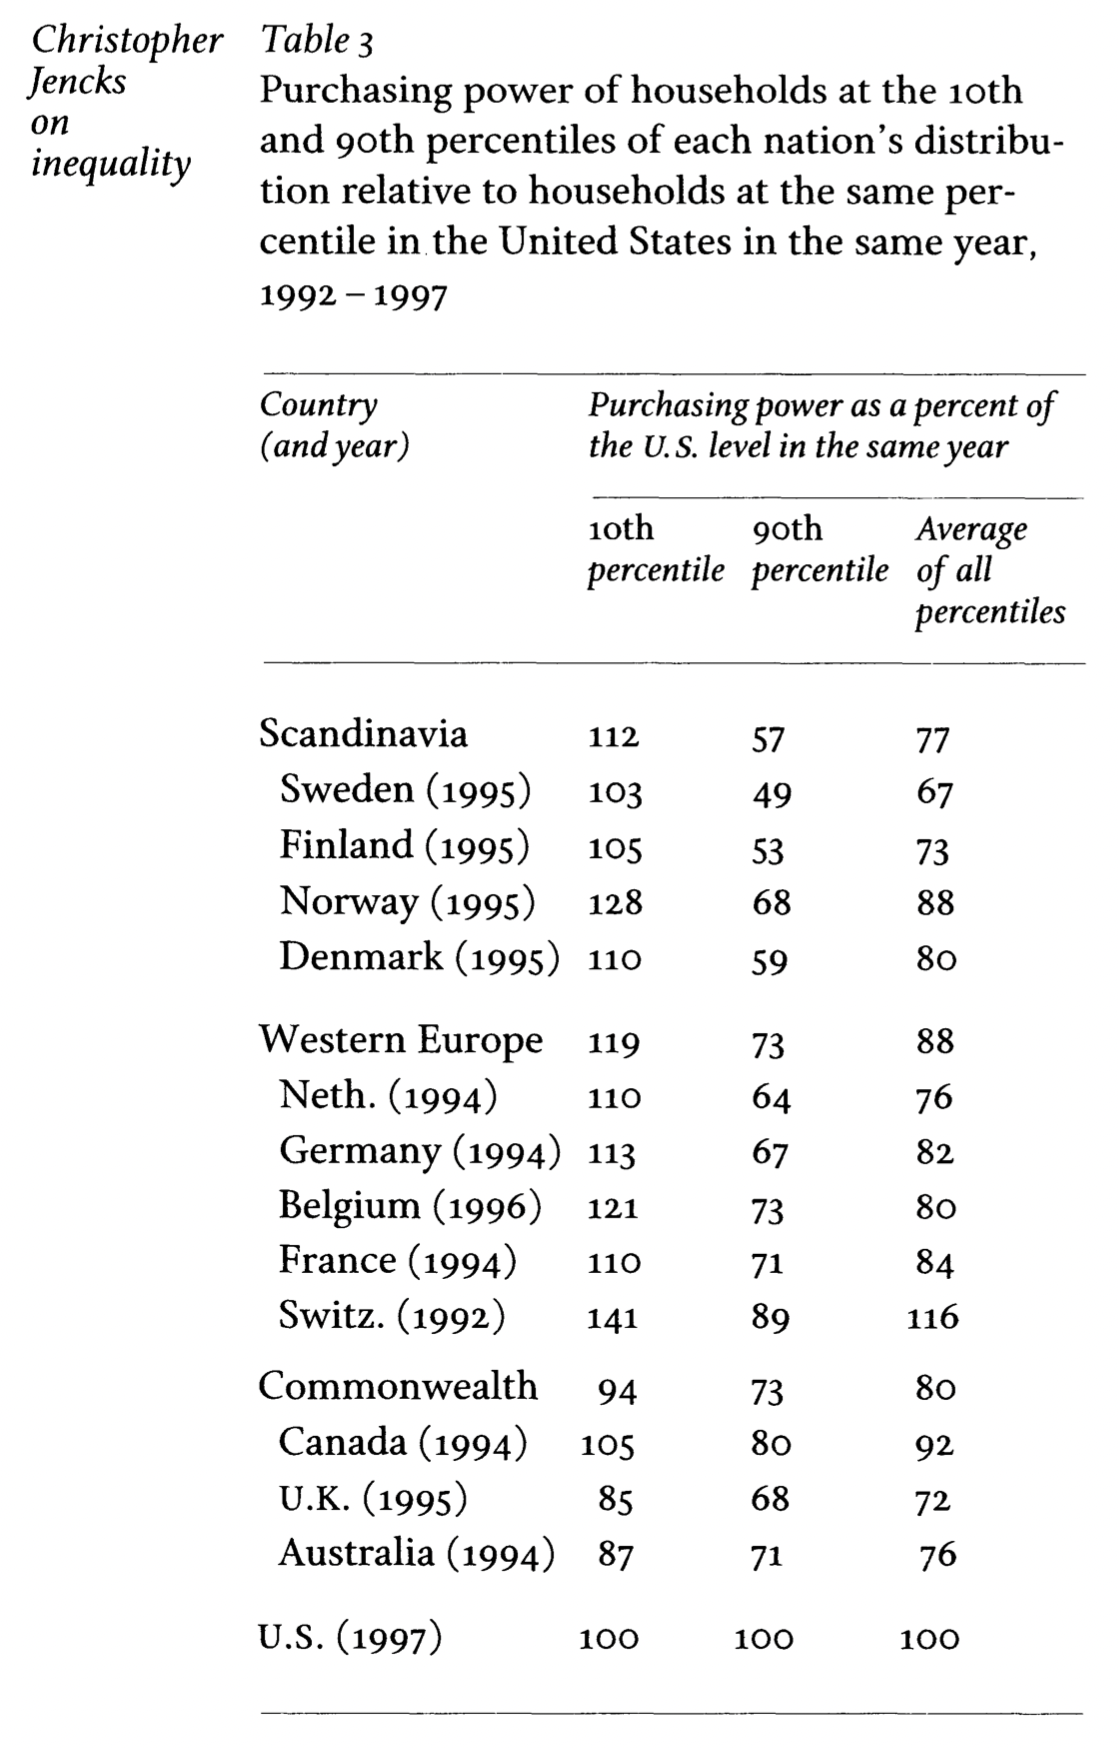 Christopher
Jencks
on
inequality
Table 3
Purchasing power of households at the 10th
and 90th percentiles of each nation's distribu-
tion relative to households at the same per-
centile in the United States in the same year,
1992 – 1997
Country
(and year)
Purchasing power as a percent of
the U.S. level in the same year
10th
percentile
90th
percentile
Average
of all
percentiles
Scandinavia 112 57 77
Sweden (1995) 103 49 67
Finland (1995) 105 53 73
Norway (1995) 128 68 88
Denmark (1995) 110 59 80
Western Europe 119 73 88
Neth. (1994) 110 64 76
Germany (1994) 113 67 82
Belgium (1996) 121 73 80
France (1994) 110 71 84
Switz. (1992) 141 89 116
Commonwealth 94 73 80
Canada (1994) 105 80 92
U.K. (1995) 85 68 72
Australia (1994) 87 71 76
U.S. (1997) 100 100 100